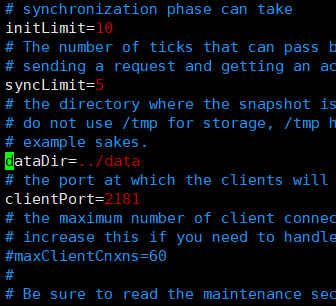 # synchronization phase can take
initLimit=10
# The number of ticks that can pass b
# sending a request and getting an ac
syncLimit=5
# the directory where the snapshot is
# do not use /tmp for storage, /tmp h
# example sakes.
dataDir=../data
# the port at which the clients will
clientPort=2181
# the maximum number of client connec
# increase this if you need to handle
#maxClientCnxns=60
#
# Be sure to read the maintenance sec